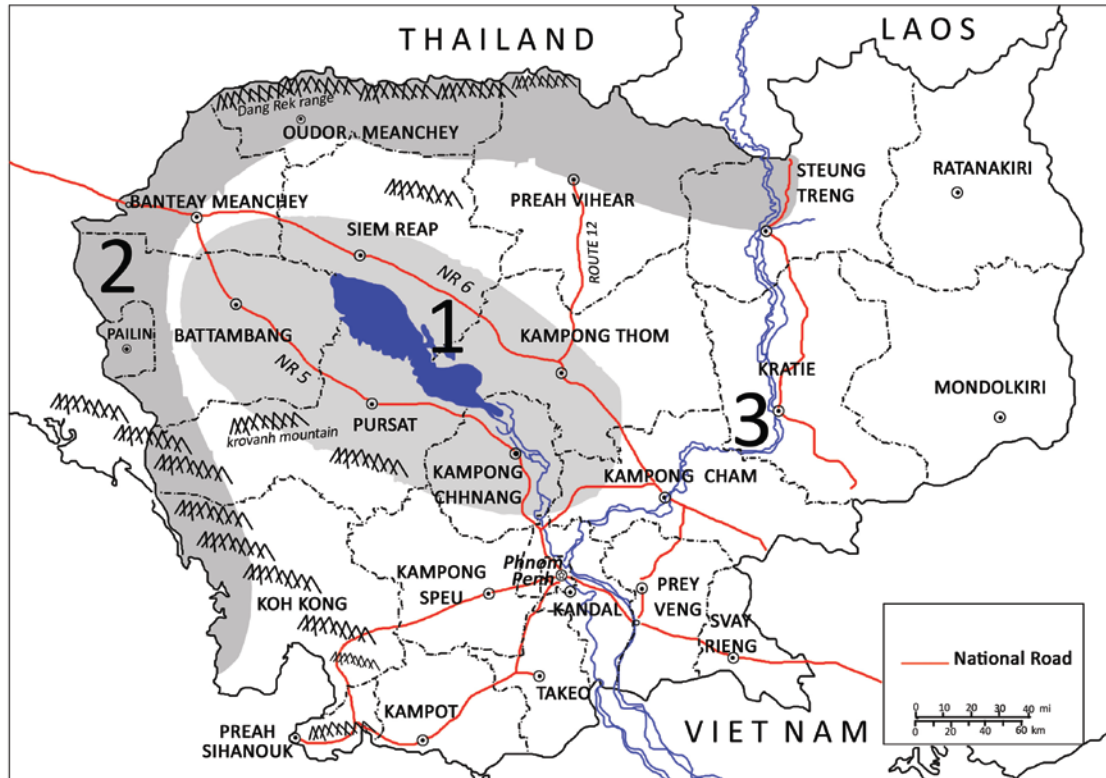 THAILAND
LAOS
Dang Rek range
OUDOR MEANCHEY
STEUNG
TRENG
RATANAKIRI
BANTEAY MEANCHEY
PREAH VIHEAR
SIEM REAP
ROUTE 12
2
NR 6
1
PAILIN
BATTAMBANG
KAMPONG THOM
NR 5
KRATIE
MONDOLKIRI
3
PURSAT
krovanh mountain
KAMPONG
CHHNANG
KAMPONG CHAM
Phnom
Penh
KAMPONG
SPEU
KANDAL
PREY
VENG
SVAY
RIENG
KOH KONG
TAKEO
KAMPOT
PREAH
SIHANOUK
VIET NAM
National Road
0 10 20 30 40 mi
0 20 40 60 km